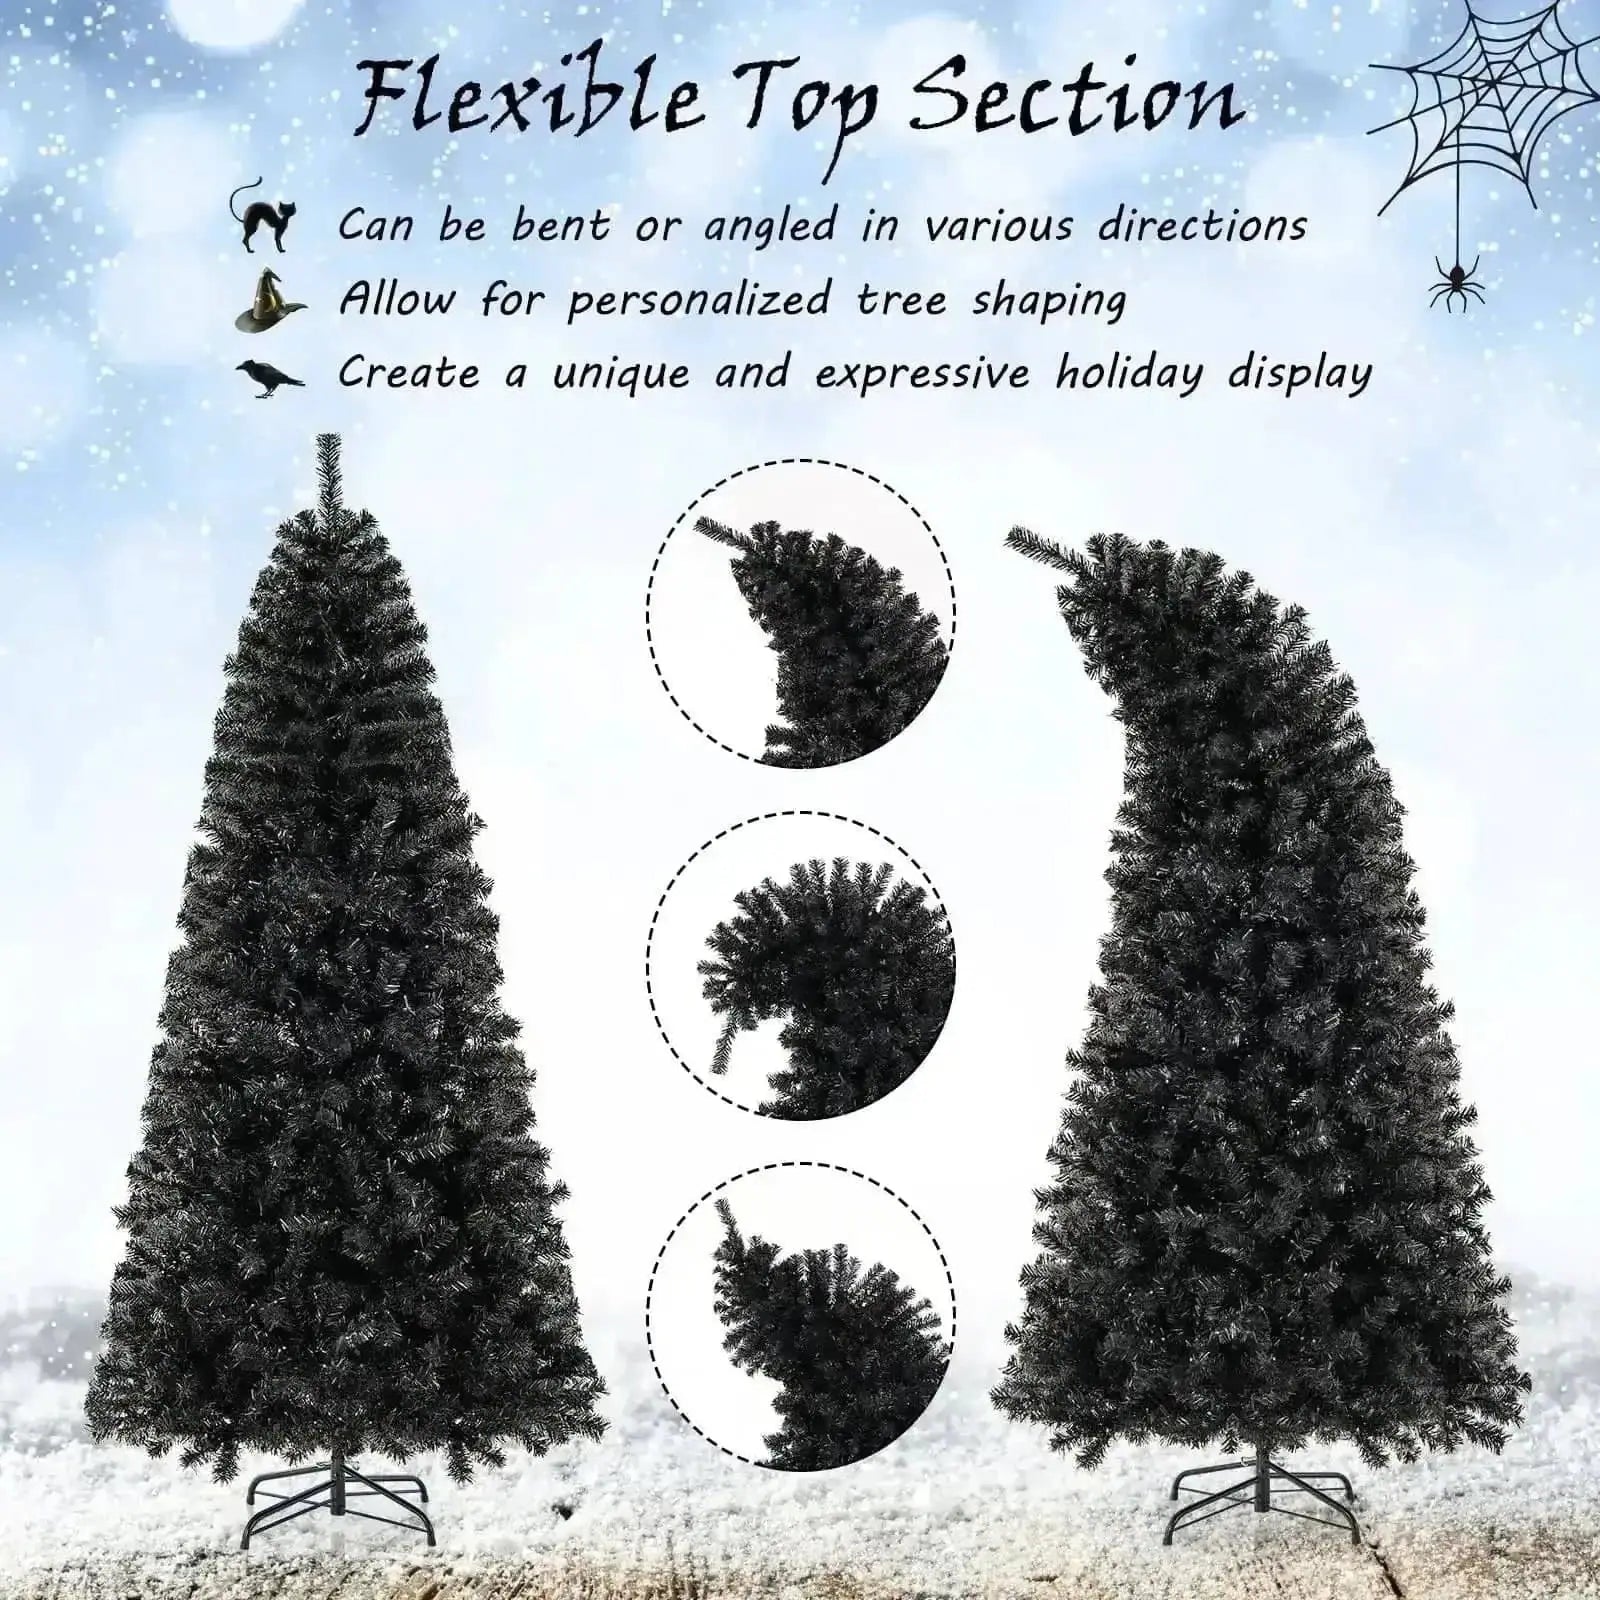 Flexible Top Section
Can be bent or angled in various directions
Allow for personalized tree shaping
Create a unique and expressive holiday display